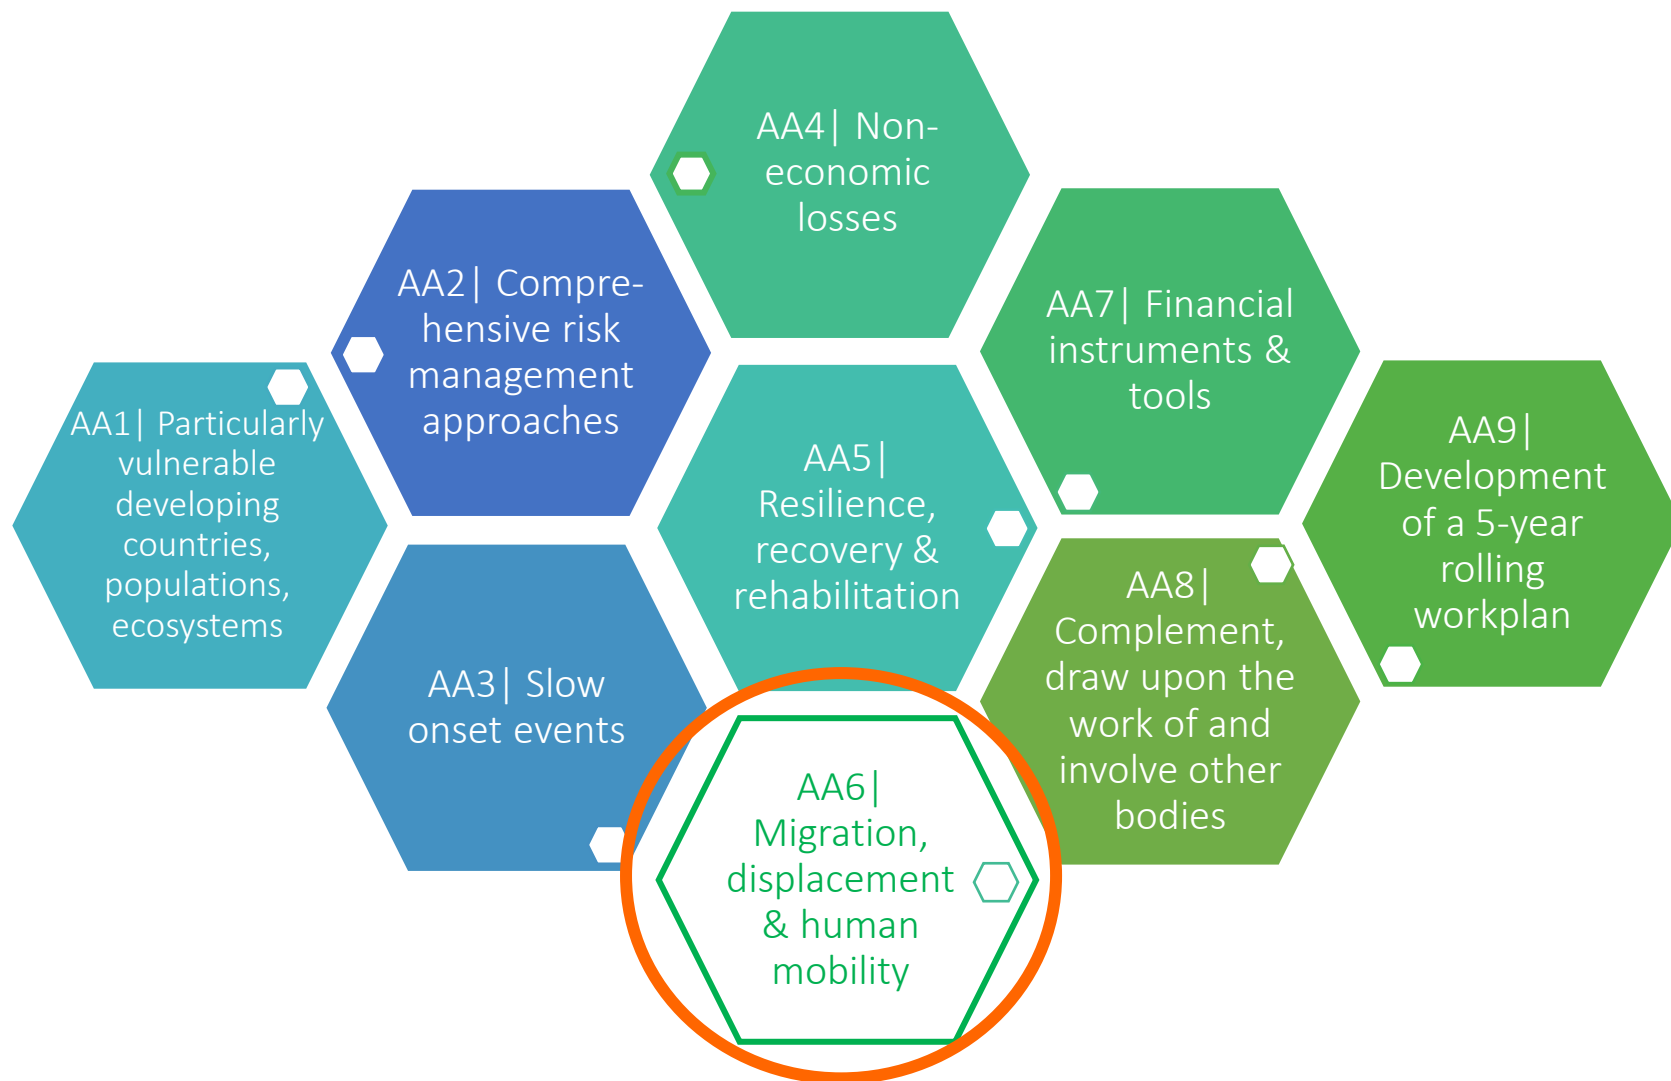 AA4| Non-
economic
losses
AA2| Compre-
hensive risk
management
approaches
AA7| Financial
instruments &
tools
AA1| Particularly
vulnerable
developing
countries,
populations,
ecosystems
AA5|
Resilience,
recovery &
rehabilitation
AA9|
Development
of a 5-year
rolling
workplan
AA3| Slow
onset events
AA8|
Complement,
draw upon the
work of and
involve other
bodies
AA6|
Migration,
displacement
& human
mobility